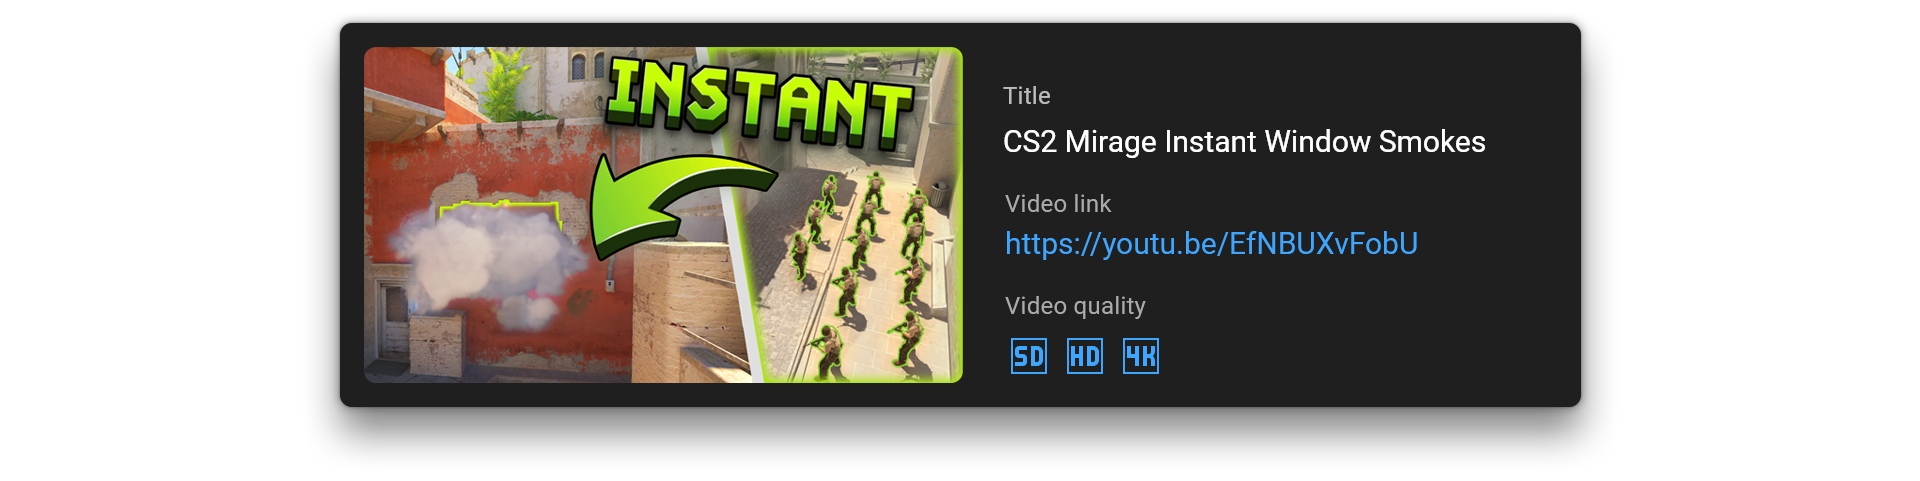 INSTANT
Title
CS2 Mirage Instant Window Smokes
Video link
https://youtu.be/EfNBUXvFobU
Video quality
SD HD 4K